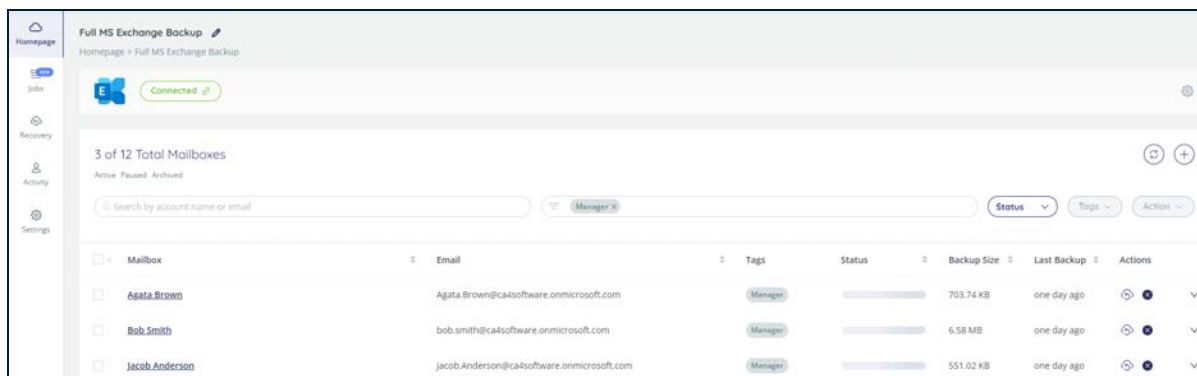 Full MS Exchange Backup
Homepage > Full MS Exchange Backup
Homepage
NEW
Jobs
Recovery
Activity
Settings
E
Connected
3 of 12 Total Mailboxes
Active Paused Archived
Search by account name or email
Manager x
Status
Tags
Action
Mailbox Email Tags Status Backup Size Last Backup Actions
Agata Brown Agata.Brown@ca4software.onmicrosoft.com Manager 703.74 KB one day ago
Bob Smith bob.smith@ca4software.onmicrosoft.com Manager 6.58 MB one day ago
Jacob Anderson Jacob.Anderson@ca4software.onmicrosoft.com Manager 551.02 KB one day ago